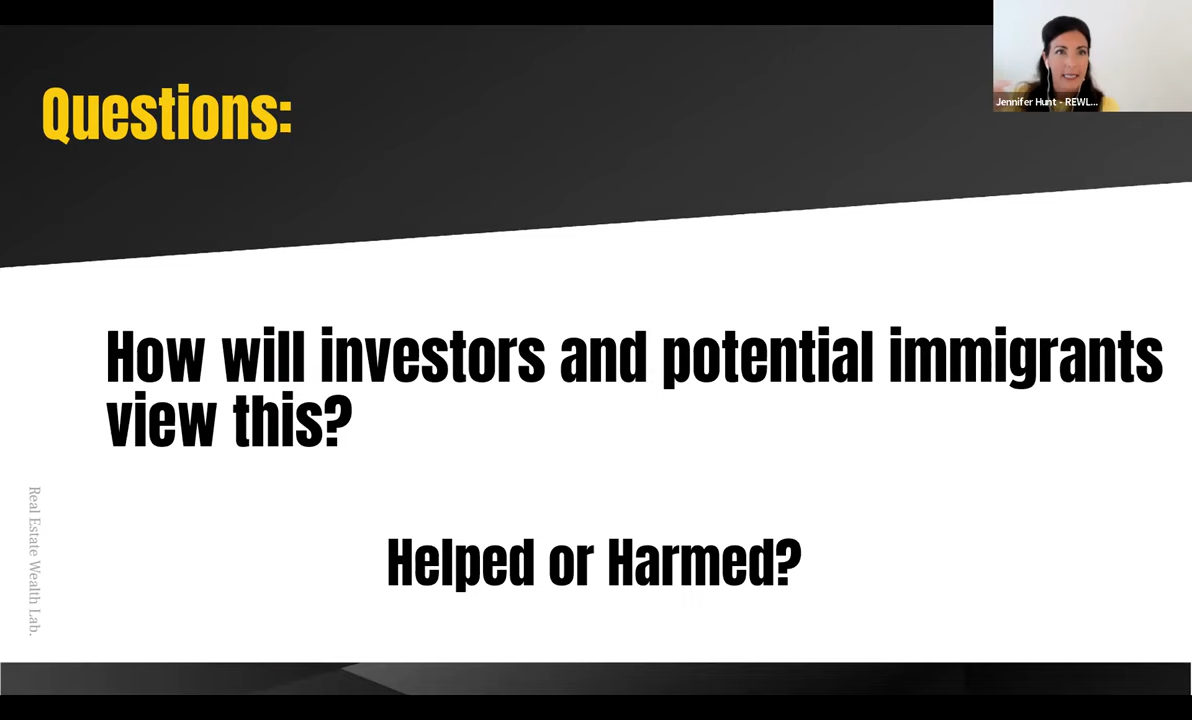 Jennifer Hunt - REWL...
Questions:
How will investors and potential immigrants
view this?
Helped or Harmed?
Real Estate Wealth Lab.